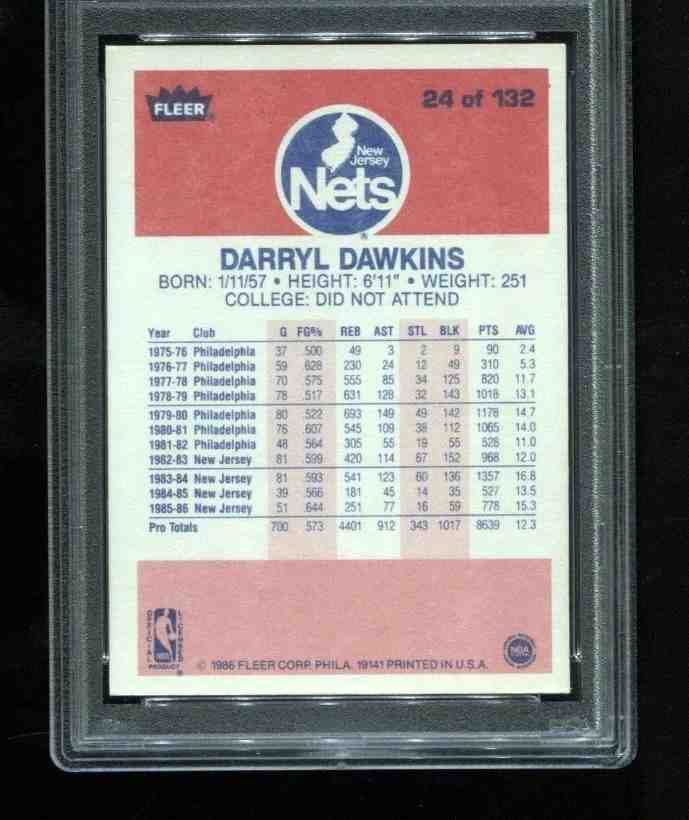 FLEER®
24 of 132
New
Jersey
Nets
®
DARRYL DAWKINS
BORN: 1/11/57 • HEIGHT: 6'11" • WEIGHT: 251
COLLEGE: DID NOT ATTEND
Year Club G FG% REB AST STL BLK PTS AVG
1975-76 Philadelphia 37 .500 49 3 2 9 90 2.4
1976-77 Philadelphia 59 .628 230 24 12 49 310 5.3
1977-78 Philadelphia 70 .575 555 85 34 125 820 11.7
1978-79 Philadelphia 78 .517 631 128 32 143 1018 13.1
1979-80 Philadelphia 80 .522 693 149 49 142 1178 14.7
1980-81 Philadelphia 76 .607 545 109 38 112 1065 14.0
1981-82 Philadelphia 48 .564 305 55 19 55 528 11.0
1982-83 New Jersey 81 .599 420 114 67 152 968 12.0
1983-84 New Jersey 81 .593 541 123 60 136 1357 16.8
1984-85 New Jersey 39 .566 181 45 14 35 527 13.5
1985-86 New Jersey 51 .644 251 77 16 59 778 15.3
Pro Totals 700 .573 4401 912 343 1017 8639 12.3
OFFICIAL
LICENSED
PRODUCT
®
© 1986 FLEER CORP. PHILA. 19141 PRINTED IN U.S.A.
NBA